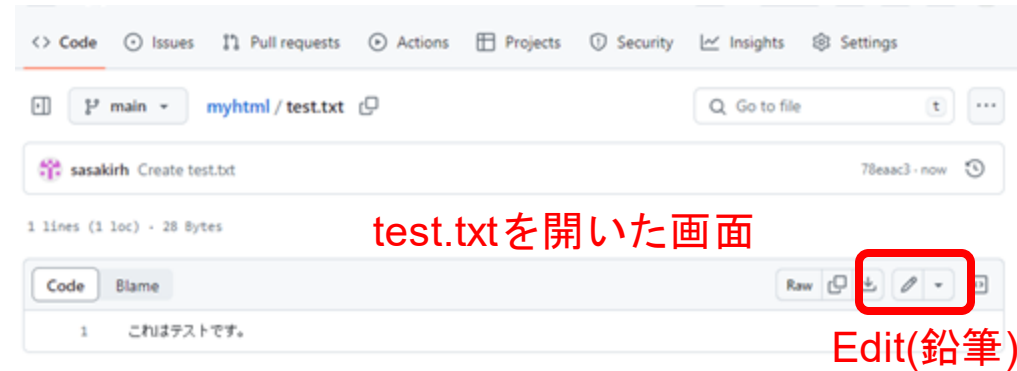 <> Code Issues Pull requests Actions Projects Security Insights Settings
main myhtml / test.txt Go to file t ...
sasakirh Create test.txt 78eaac3 · now
1 lines (1 loc) · 28 Bytes
test.txtを開いた画面
Code Blame Raw
1 これはテストです。
Edit(鉛筆)